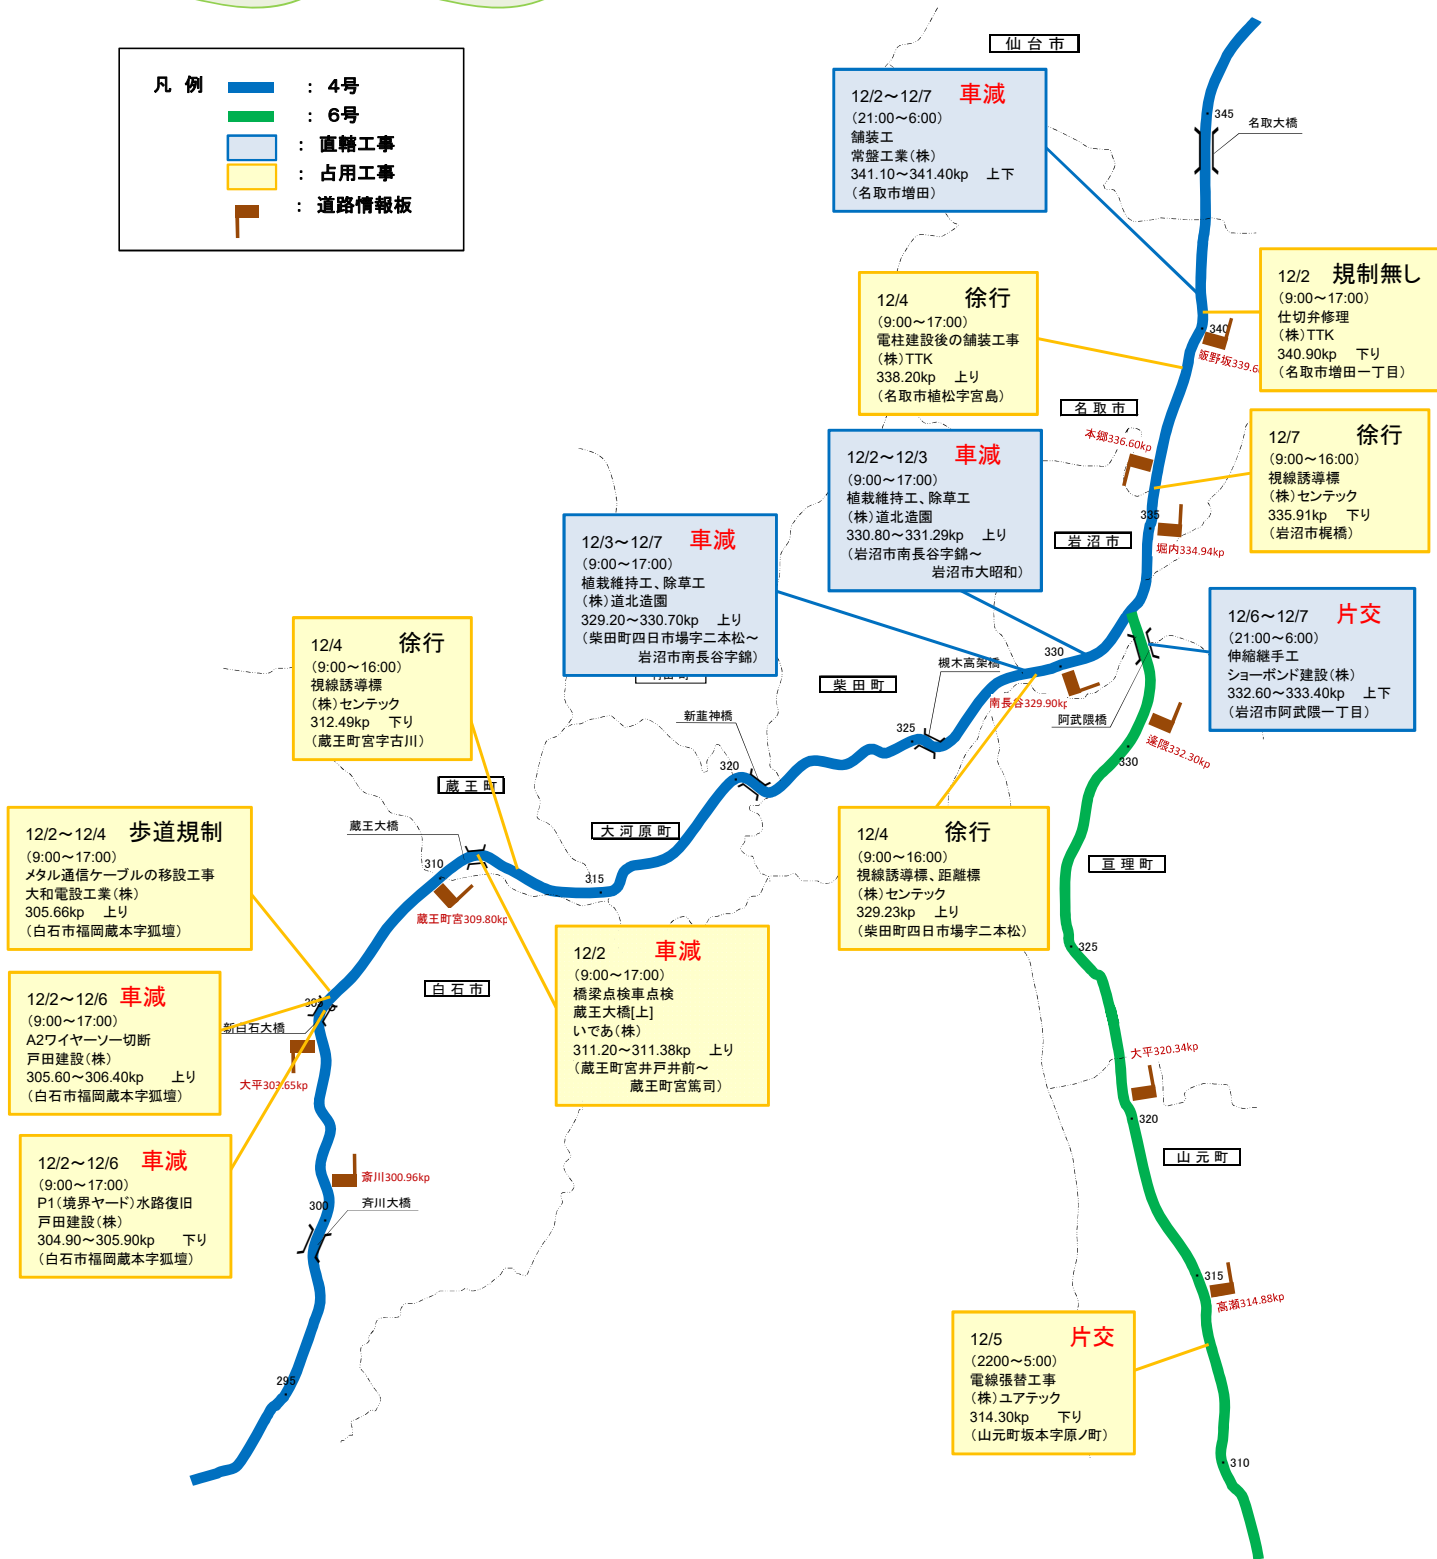 凡 例
： 4号
： 6号
： 直轄工事
： 占用工事
： 道路情報板
仙 台 市
12/2～12/7 車減
(21:00～6:00)
舗装工
常盤工業(株)
341.10～341.40kp 上下
(名取市増田)
345
名取大橋
12/2 規制無し
(9:00～17:00)
仕切弁修理
(株)TTK
340.90kp 下り
(名取市増田一丁目)
340
飯野坂339.6
12/4 徐行
(9:00～17:00)
電柱建設後の舗装工事
(株)TTK
338.20kp 上り
(名取市植松字宮島)
名 取 市
本郷336.60kp
12/7 徐行
(9:00～16:00)
視線誘導標
(株)センテック
335.91kp 下り
(岩沼市梶橋)
335
堀内334.94kp
岩 沼 市
12/2～12/3 車減
(9:00～17:00)
植栽維持工、除草工
(株)道北造園
330.80～331.29kp 上り
(岩沼市南長谷字錦～
岩沼市大昭和)
12/3～12/7 車減
(9:00～17:00)
植栽維持工、除草工
(株)道北造園
329.20～330.70kp 上り
(柴田町四日市場字二本松～
岩沼市南長谷字錦)
12/6～12/7 片交
(21:00～6:00)
伸縮継手工
ショーボンド建設(株)
332.60～333.40kp 上下
(岩沼市阿武隈一丁目)
12/4 徐行
(9:00～16:00)
視線誘導標
(株)センテック
312.49kp 下り
(蔵王町宮字古川)
330
槻木高架橋
柴 田 町
南長谷329.90kp
阿武隈橋
新韮神橋
325
逢隈332.30kp
330
320
蔵 王 町
大 河 原 町
蔵王大橋
310
315
蔵王町宮309.80kp
12/2～12/4 歩道規制
(9:00～17:00)
メタル通信ケーブルの移設工事
大和電設工業(株)
305.66kp 上り
(白石市福岡蔵本字狐壇)
12/4 徐行
(9:00～16:00)
視線誘導標、距離標
(株)センテック
329.23kp 上り
(柴田町四日市場字二本松)
亘 理 町
325
12/2 車減
(9:00～17:00)
橋梁点検車点検
蔵王大橋[上]
いであ(株)
311.20～311.38kp 上り
(蔵王町宮井戸井前～
蔵王町宮篤司)
白 石 市
12/2～12/6 車減
(9:00～17:00)
A2ワイヤーソー切断
戸田建設(株)
305.60～306.40kp 上り
(白石市福岡蔵本字狐壇)
新白石大橋
大平303.65kp
大平320.34kp
320
12/2～12/6 車減
(9:00～17:00)
P1(境界ヤード)水路復旧
戸田建設(株)
304.90～305.90kp 下り
(白石市福岡蔵本字狐壇)
山 元 町
斎川300.96kp
300
斉川大橋
315
高瀬314.88kp
12/5 片交
(2200～5:00)
電線張替工事
(株)ユアテック
314.30kp 下り
(山元町坂本字原ノ町)
295
310